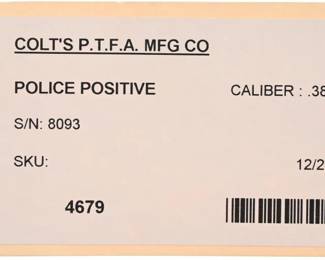 COLT'S P.T.F.A. MFG CO
POLICE POSITIVE CALIBER : .38
S/N: 8093
SKU: 12/2
4679